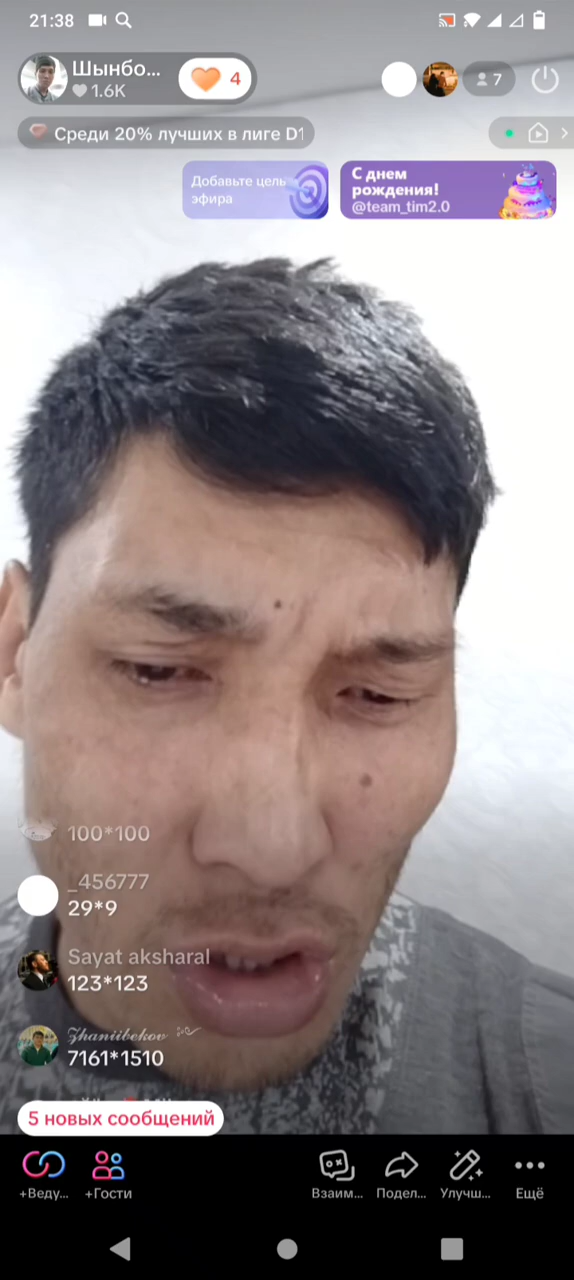 21:38
Шынбо...
1.6K
4
7
Среди 20% лучших в лиге D1
Добавьте цель
эфира
С днем
рождения!
@team_tim2.0
100*100
_456777
29*9
Sayat aksharal
123*123
Zhaniibekov
7161*1510
5 новых сообщений
+Веду...
+Гости
Взаим...
Подел...
Улучш...
Ещё